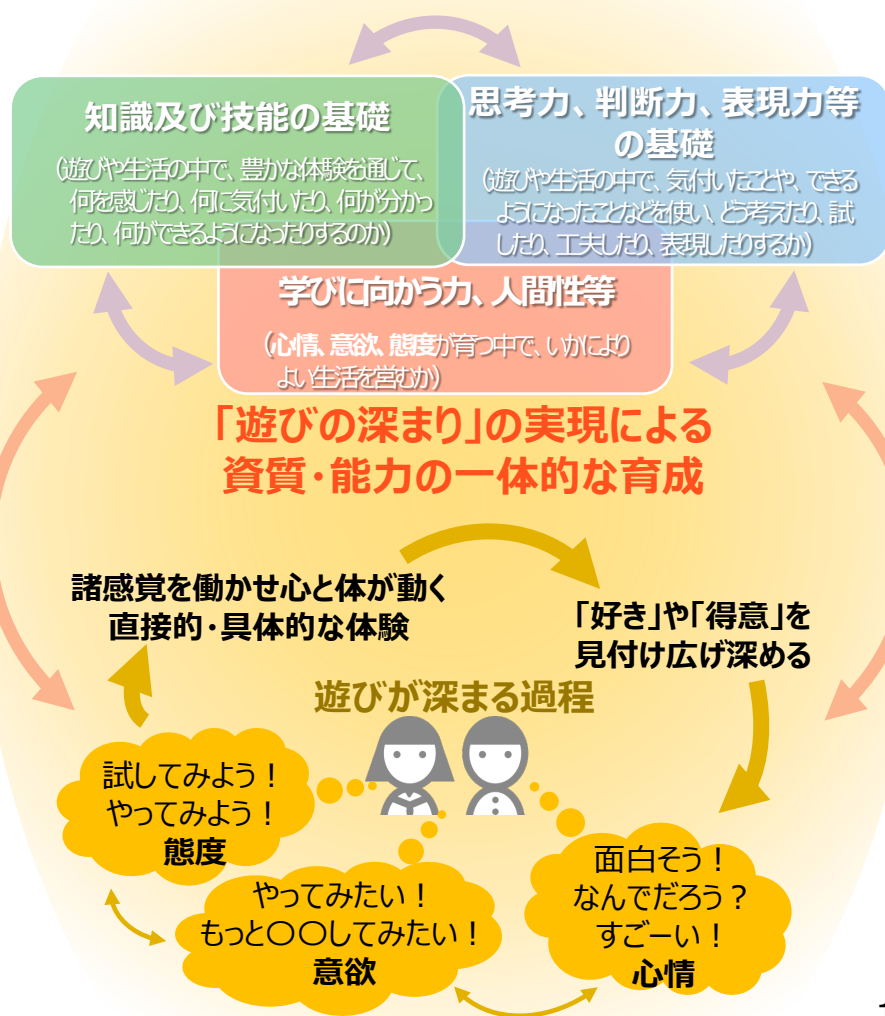 知識及び技能の基礎
（遊びや生活の中で、豊かな体験を通じて、
何を感じたり、何に気付いたり、何が分かっ
たり、何ができるようになったりするのか）
思考力、判断力、表現力等
の基礎
（遊びや生活の中で、気付いたことや、できる
ようになったことなどを使い、どう考えたり、試
したり、工夫したり、表現したりするか）
学びに向かう力、人間性等
（心情、意欲、態度が育つ中で、いかにより
よい生活を営むか）
「遊びの深まり」の実現による
資質・能力の一体的な育成
諸感覚を働かせ心と体が動く
直接的・具体的な体験
「好き」や「得意」を
見付け広げ深める
遊びが深まる過程
試してみよう！
やってみよう！
態度
やってみたい！
もっと〇〇してみたい！
意欲
面白そう！
なんでだろう？
すごーい！
心情